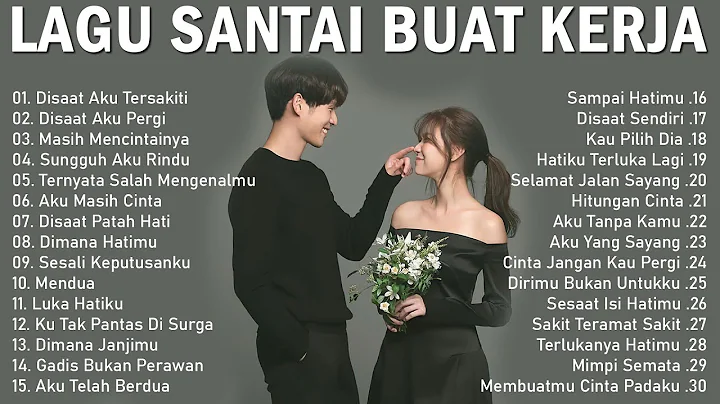 LAGU SANTAI BUAT KERJA
01. Disaat Aku Tersakiti
02. Disaat Aku Pergi
03. Masih Mencintainya
04. Sungguh Aku Rindu
05. Ternyata Salah Mengenalmu
06. Aku Masih Cinta
07. Disaat Patah Hati
08. Dimana Hatimu
09. Sesali Keputusanku
10. Mendua
11. Luka Hatiku
12. Ku Tak Pantas Di Surga
13. Dimana Janjimu
14. Gadis Bukan Perawan
15. Aku Telah Berdua
Sampai Hatimu .16
Disaat Sendiri .17
Kau Pilih Dia .18
Hatiku Terluka Lagi .19
Selamat Jalan Sayang .20
Hitungan Cinta .21
Aku Tanpa Kamu .22
Aku Yang Sayang .23
Cinta Jangan Kau Pergi .24
Dirimu Bukan Untukku .25
Sesaat Isi Hatimu .26
Sakit Teramat Sakit .27
Terlukanya Hatimu .28
Mimpi Semata .29
Membuatmu Cinta Padaku .30